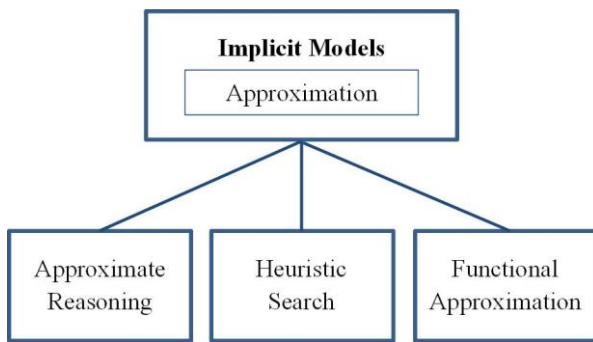 Implicit Models
Approximation
Approximate
Reasoning
Heuristic
Search
Functional
Approximation